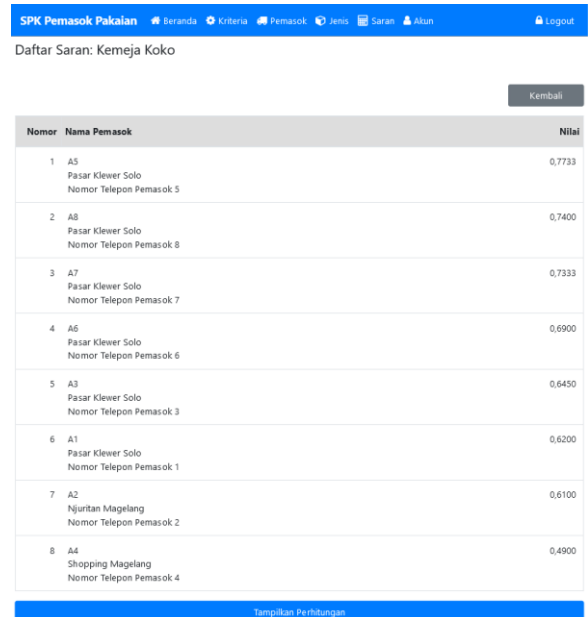 SPK Pemasok Pakaian Beranda Kriteria Pemasok Jenis Saran Akun Logout
Daftar Saran: Kemeja Koko
Kembali
Nomor Nama Pemasok Nilai
1 A5 0,7733
Pasar Klewer Solo
Nomor Telepon Pemasok 5
2 A8 0,7400
Pasar Klewer Solo
Nomor Telepon Pemasok 8
3 A7 0,7333
Pasar Klewer Solo
Nomor Telepon Pemasok 7
4 A6 0,6900
Pasar Klewer Solo
Nomor Telepon Pemasok 6
5 A3 0,6450
Pasar Klewer Solo
Nomor Telepon Pemasok 3
6 A1 0,6200
Pasar Klewer Solo
Nomor Telepon Pemasok 1
7 A2 0,6100
Njuritan Magelang
Nomor Telepon Pemasok 2
8 A4 0,4900
Shopping Magelang
Nomor Telepon Pemasok 4
Tampilkan Perhitungan